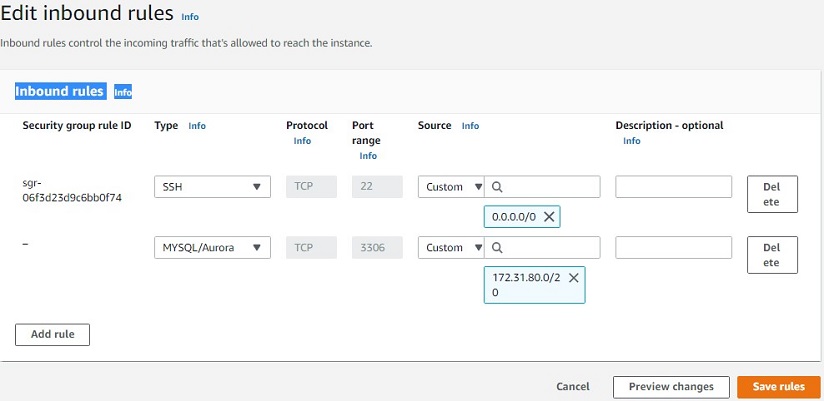 Edit inbound rules Info
Inbound rules control the incoming traffic that's allowed to reach the instance.
Inbound rules Info
Security group rule ID Type Info Protocol Info Port range Info Source Info Description - optional Info
sgr-06f3d23d9c6bb0f74 SSH TCP 22 Custom 0.0.0.0/0 Delete
– MYSQL/Aurora TCP 3306 Custom 172.31.80.0/20 Delete
Add rule
Cancel Preview changes Save rules